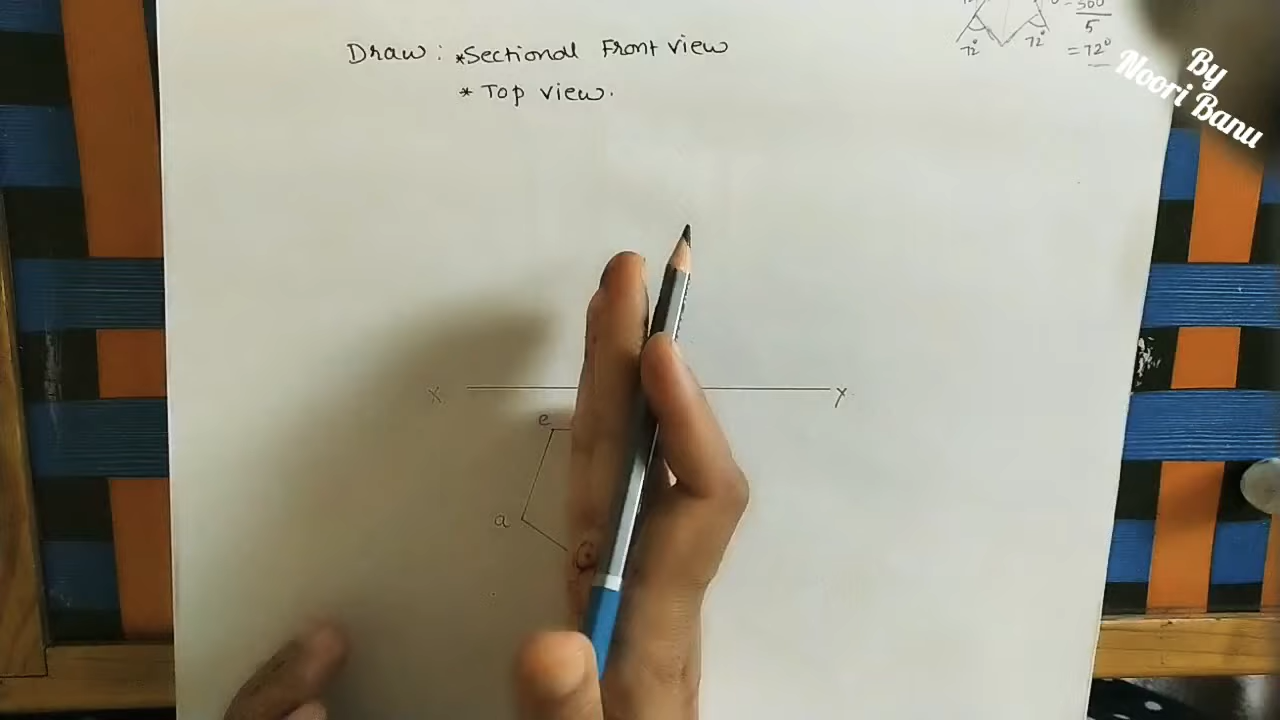 Draw : *Sectional Front view
* Top view.
72° 72°
5
= 72°
By
Noori Banu
X Y
e
a